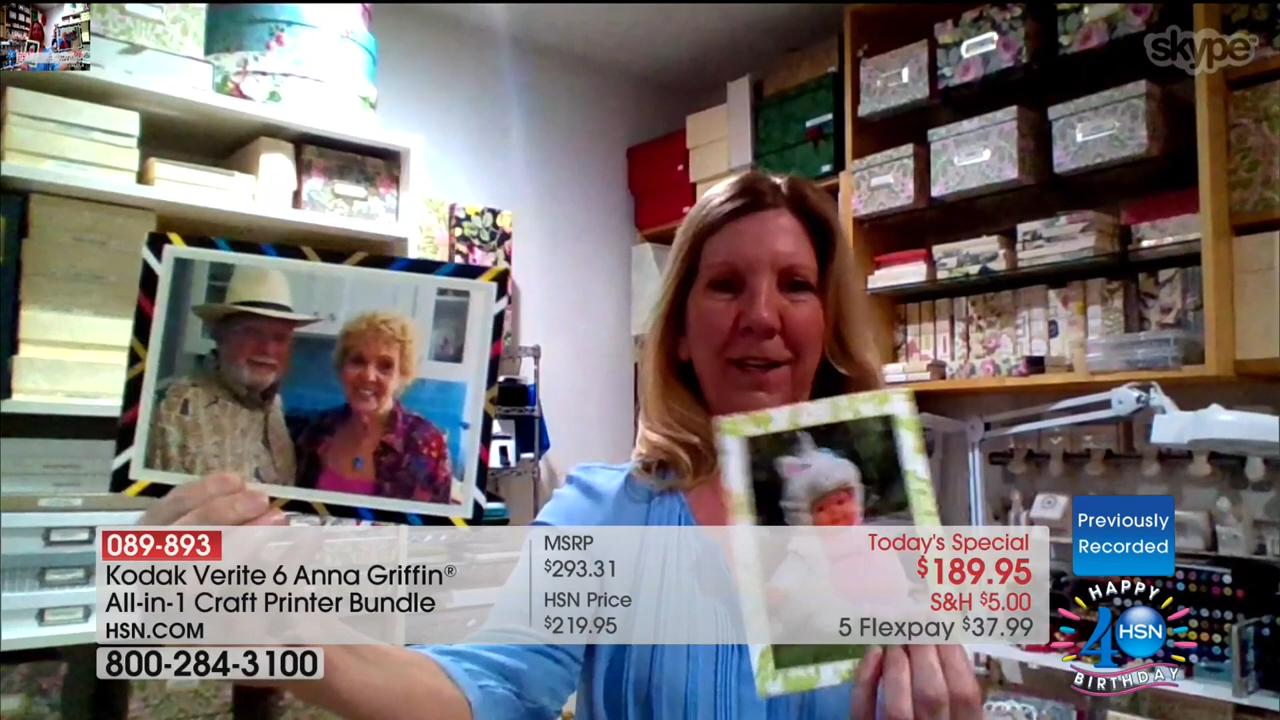 skype™
089-893
Kodak Verite 6 Anna Griffin®
All-in-1 Craft Printer Bundle
HSN.COM
800-284-3100
MSRP
$293.31
HSN Price
$219.95
Today's Special
$189.95
S&H $5.00
5 Flexpay $37.99
Previously
Recorded
HAPPY
40 HSN
BIRTHDAY